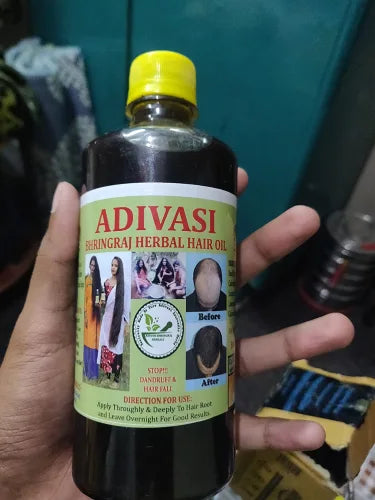 ADIVASI
BHRINGRAJ HERBAL HAIR OIL
Before
After
STOP!!!
DANDRUFF &
HAIR FALL
DIRECTION FOR USE:
Apply Throughly & Deeply To Hair Root
and Leave Overnight For Good Results.